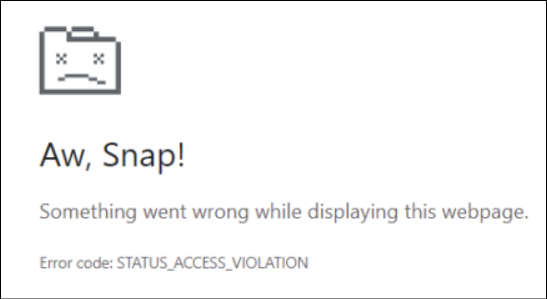 Aw, Snap!
Something went wrong while displaying this webpage.
Error code: STATUS_ACCESS_VIOLATION